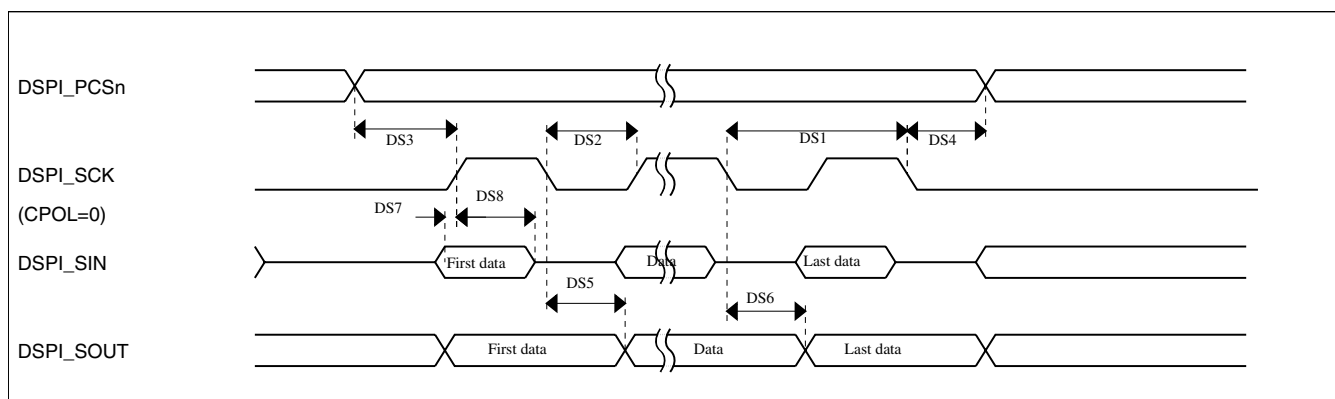 DSPI_PCSn
DS3
DS2
DS1
DS4
DSPI_SCK
(CPOL=0)
DS7
DS8
DSPI_SIN
First data
Data
Last data
DS5
DS6
DSPI_SOUT
First data
Data
Last data